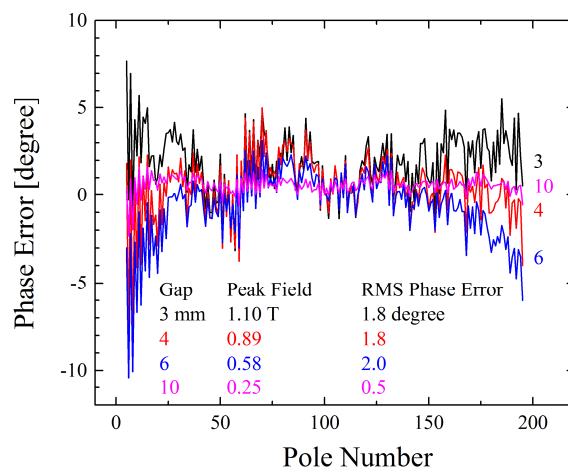 10
5
0
-5
-10
Phase Error [degree]
3
10
4
6
Gap Peak Field RMS Phase Error
3 mm 1.10 T 1.8 degree
4 0.89 1.8
6 0.58 2.0
10 0.25 0.5
0 50 100 150 200
Pole Number